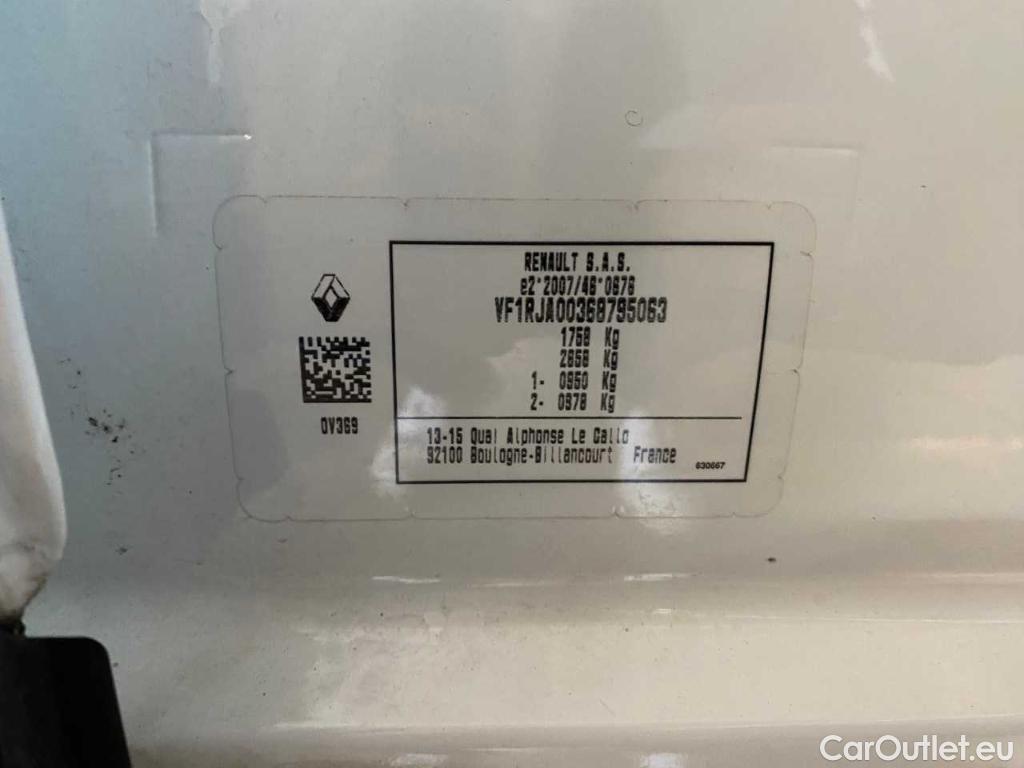 RENAULT S.A.S.
e2*2007/46*0676
VF1RJA00368795063
1758 Kg
2658 Kg
1- 0950 Kg
2- 0978 Kg
0V369
13-15 Quai Alphonse Le Gallo
92100 Boulogne-Billancourt France
630667
CarOutlet.eu